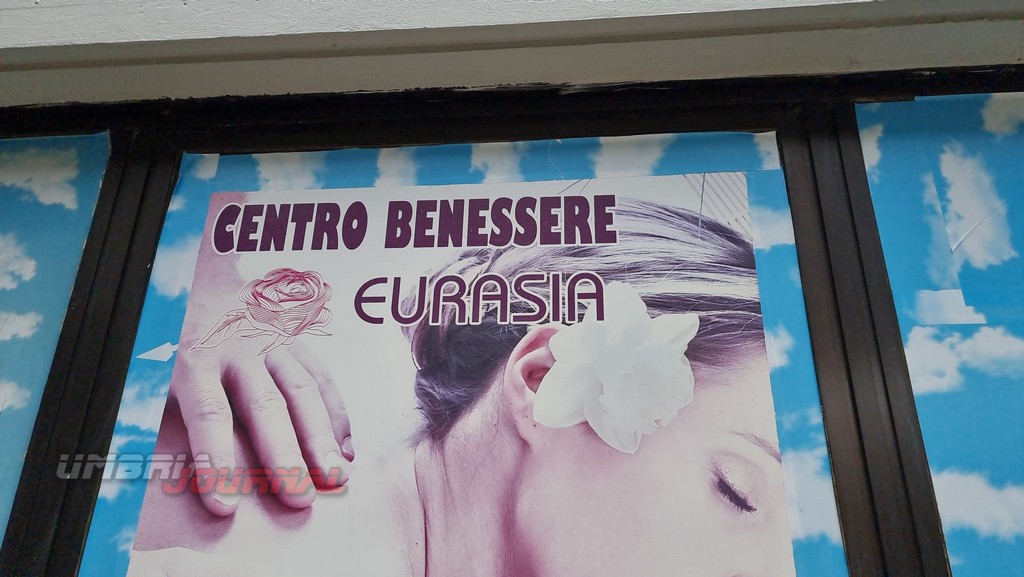 CENTRO BENESSERE
EURASIA
UMBRIA
JOURNAL